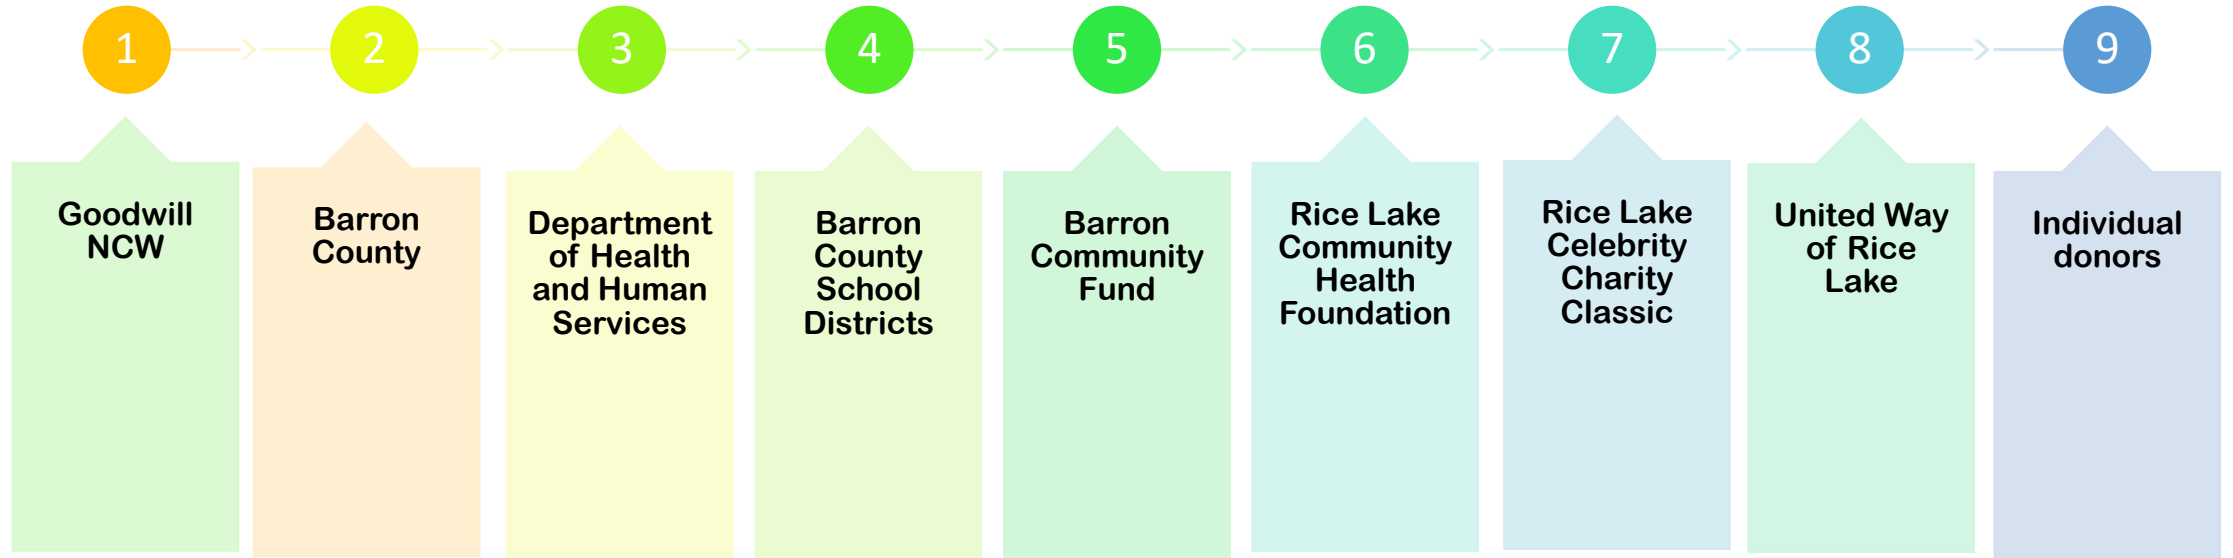 1
2
3
4
5
6
7
8
9
Goodwill
NCW
Barron
County
Department
of Health
and Human
Services
Barron
County
School
Districts
Barron
Community
Fund
Rice Lake
Community
Health
Foundation
Rice Lake
Celebrity
Charity
Classic
United Way
of Rice
Lake
Individual
donors